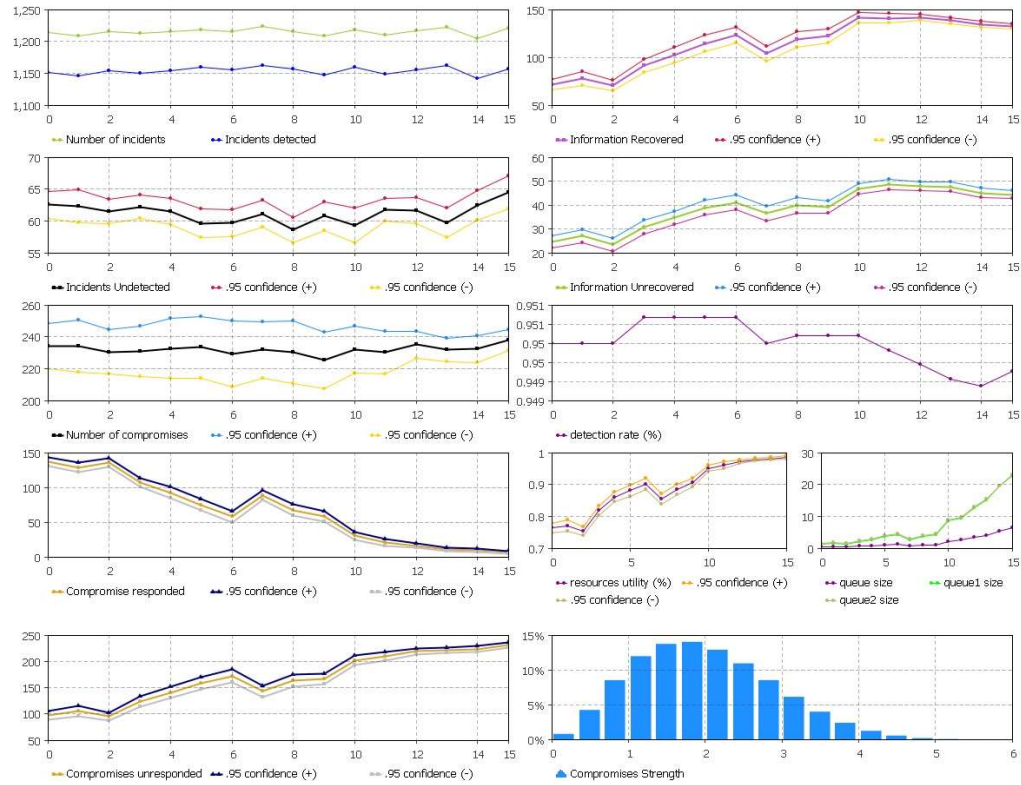 1,250
1,200
1,150
1,100
0 2 4 6 8 10 12 14 15
Number of incidents Incidents detected
150
100
50
0 2 4 6 8 10 12 14 15
Information Recovered .95 confidence (+) .95 confidence (-)
70
65
60
55
0 2 4 6 8 10 12 14 15
Incidents Undetected .95 confidence (+) .95 confidence (-)
60
50
40
30
20
0 2 4 6 8 10 12 14 15
Information Unrecovered .95 confidence (+) .95 confidence (-)
260
240
220
200
0 2 4 6 8 10 12 14 15
Number of compromises .95 confidence (+) .95 confidence (-)
0.951
0.951
0.95
0.95
0.949
0.949
0 2 4 6 8 10 12 14 15
detection rate (%)
150
100
50
0
0 2 4 6 8 10 12 14 15
Compromise responded .95 confidence (+) .95 confidence (-)
1
0.9
0.8
0.7
0 5 10 15
resources utility (%) .95 confidence (+)
.95 confidence (-)
30
20
10
0
0 5 10 15
queue size queue1 size
queue2 size
250
200
150
100
50
0 2 4 6 8 10 12 14 15
Compromises unresponded .95 confidence (+) .95 confidence (-)
15%
10%
5%
0%
0 1 2 3 4 5 6
Compromises Strength